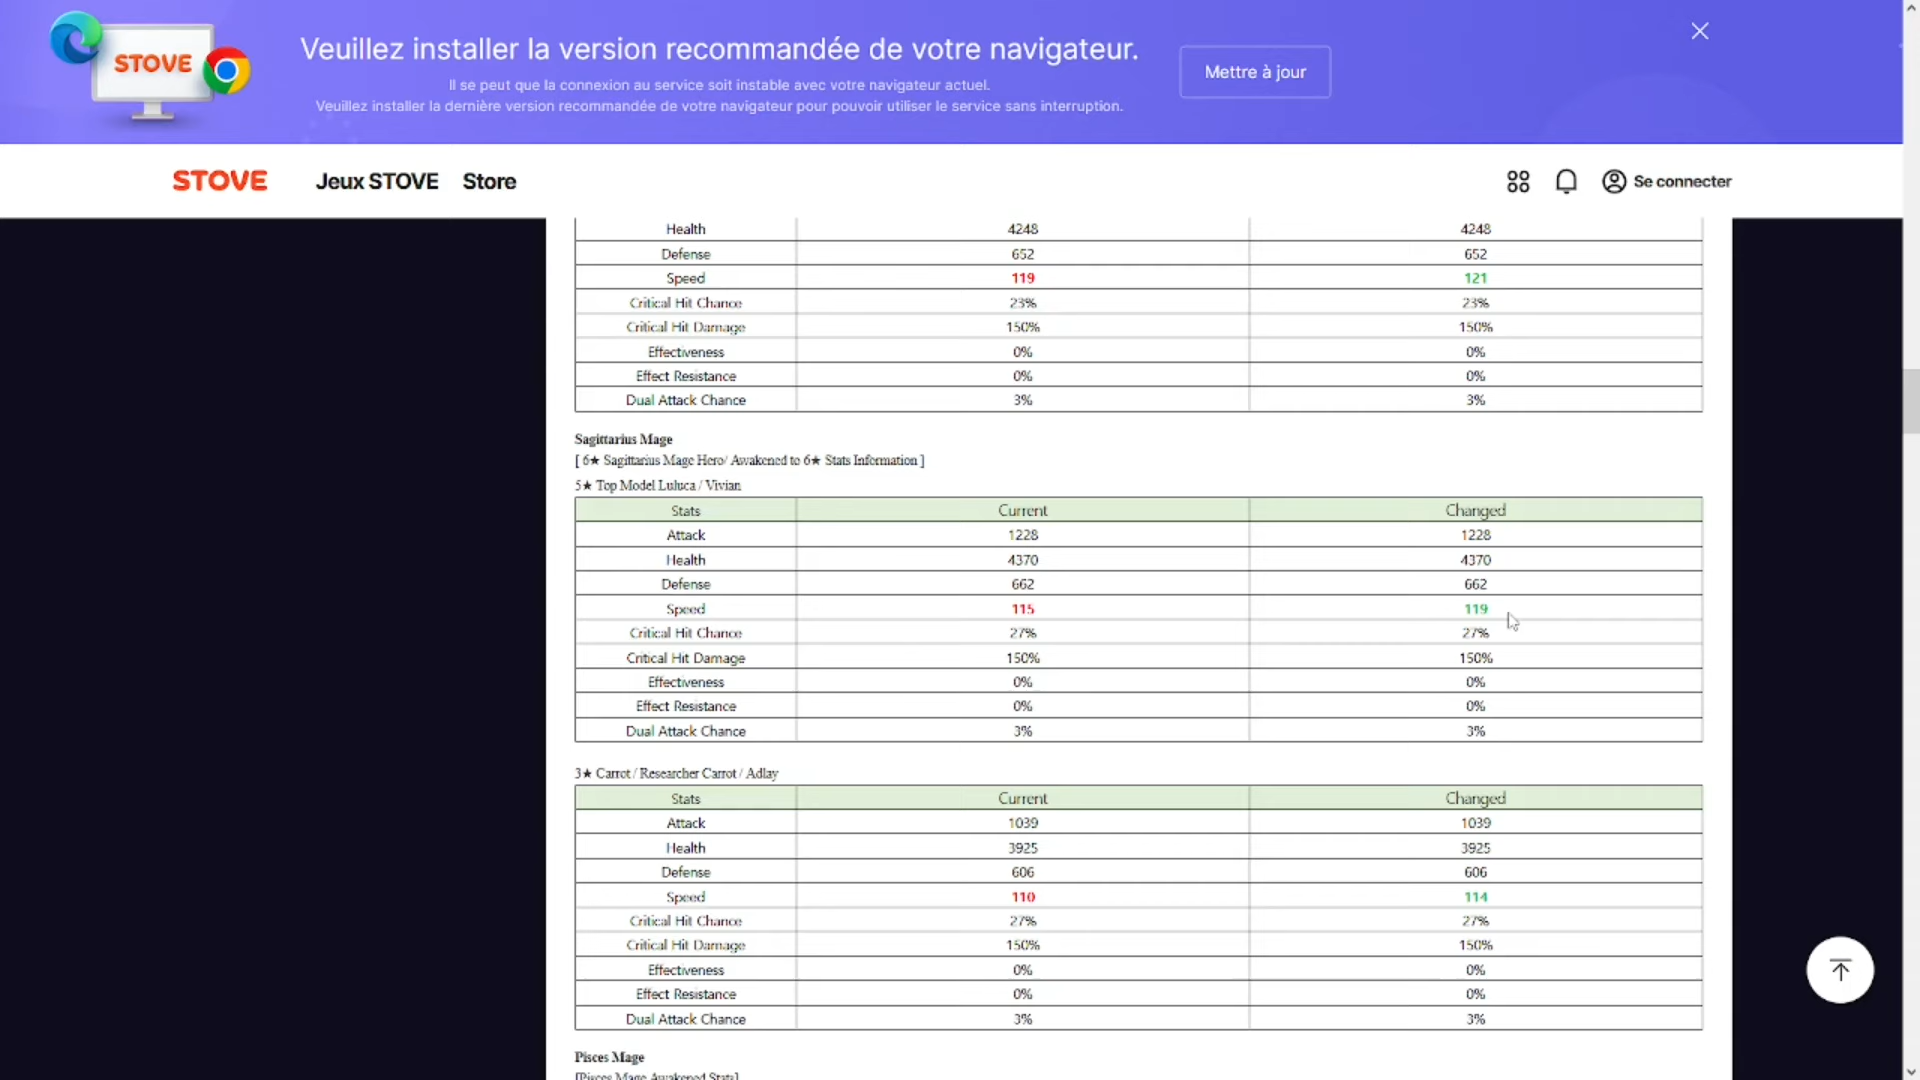 STOVE
Veuillez installer la version recommandée de votre navigateur.
Il se peut que la connexion au service soit instable avec votre navigateur actuel.
Veuillez installer la dernière version recommandée de votre navigateur pour pouvoir utiliser le service sans interruption.
Mettre à jour
STOVE Jeux STOVE Store Se connecter
Health 4248 4248
Defense 652 652
Speed 119 121
Critical Hit Chance 23% 23%
Critical Hit Damage 150% 150%
Effectiveness 0% 0%
Effect Resistance 0% 0%
Dual Attack Chance 3% 3%
Sagittarius Mage
[ 6★ Sagittarius Mage Hero/ Awakened to 6★ Stats Information ]
5★ Top Model Luluca / Vivian
Stats Current Changed
Attack 1228 1228
Health 4370 4370
Defense 662 662
Speed 115 119
Critical Hit Chance 27% 27%
Critical Hit Damage 150% 150%
Effectiveness 0% 0%
Effect Resistance 0% 0%
Dual Attack Chance 3% 3%
3★ Carrot / Researcher Carrot / Adlay
Stats Current Changed
Attack 1039 1039
Health 3925 3925
Defense 606 606
Speed 110 114
Critical Hit Chance 27% 27%
Critical Hit Damage 150% 150%
Effectiveness 0% 0%
Effect Resistance 0% 0%
Dual Attack Chance 3% 3%
Pisces Mage
[Pisces Mage Awakened Stats]